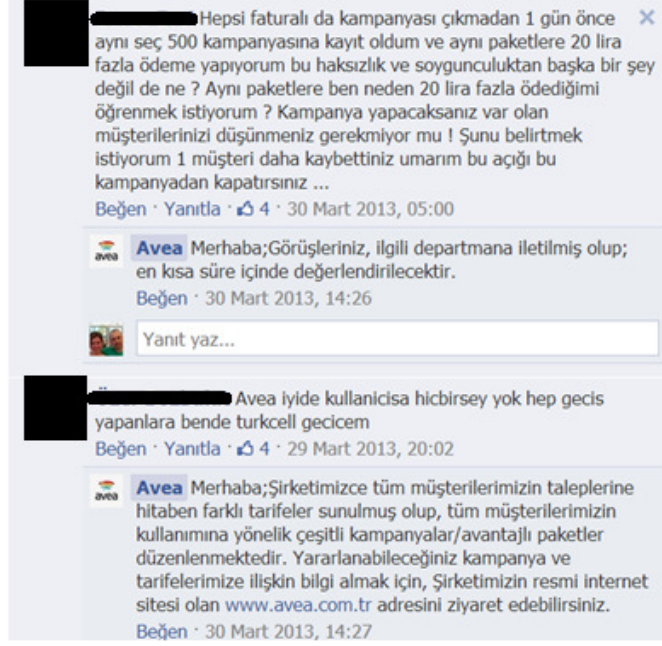 Hepsi faturalı da kampanyası çıkmadan 1 gün önce
aynı seç 500 kampanyasına kayıt oldum ve aynı paketlere 20 lira
fazla ödeme yapıyorum bu haksızlık ve soygunculuktan başka bir şey
değil de ne ? Aynı paketlere ben neden 20 lira fazla ödediğimi
öğrenmek istiyorum ? Kampanya yapacaksanız var olan
müşterilerinizi düşünmeniz gerekmiyor mu ! Şunu belirtmek
istiyorum 1 müşteri daha kaybettiniz umarım bu açığı bu
kampanyadan kapatırsınız ...
Beğen · Yanıtla · 4 · 30 Mart 2013, 05:00
avea
Avea Merhaba;Görüşleriniz, ilgili departmana iletilmiş olup;
en kısa süre içinde değerlendirilecektir.
Beğen · 30 Mart 2013, 14:26
Yanıt yaz...
Avea iyide kullanicisa hicbirsey yok hep gecis
yapanlara bende turkcell gecicem
Beğen · Yanıtla · 4 · 29 Mart 2013, 20:02
avea
Avea Merhaba;Şirketimizce tüm müşterilerimizin taleplerine
hitaben farklı tarifeler sunulmuş olup, tüm müşterilerimizin
kullanımına yönelik çeşitli kampanyalar/avantajlı paketler
düzenlenmektedir. Yararlanabileceğiniz kampanya ve
tarifelerimize ilişkin bilgi almak için, Şirketimizin resmi internet
sitesi olan www.avea.com.tr adresini ziyaret edebilirsiniz.
Beğen · 30 Mart 2013, 14:27